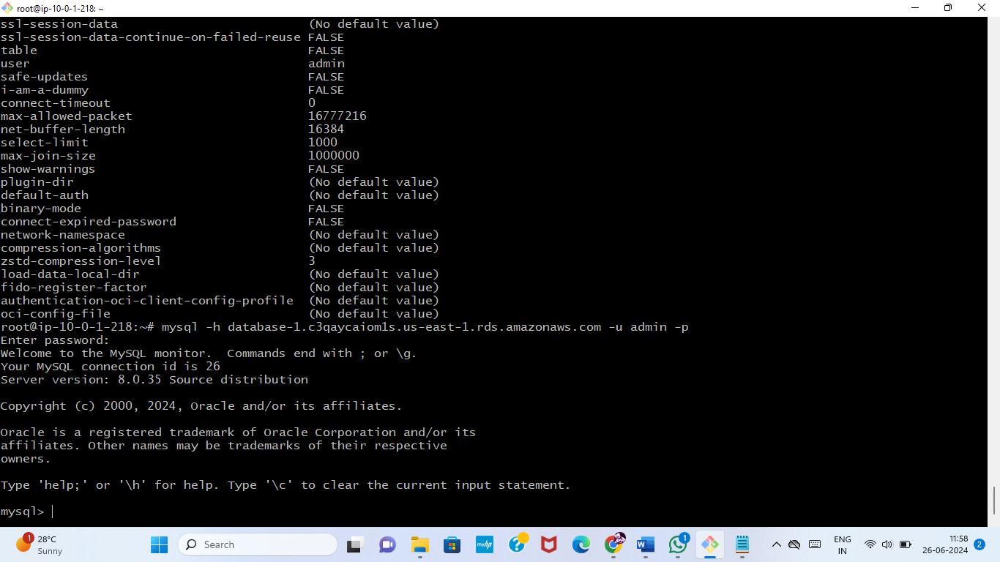 root@ip-10-0-1-218: ~
ssl-session-data (No default value)
ssl-session-data-continue-on-failed-reuse FALSE
table FALSE
user admin
safe-updates FALSE
i-am-a-dummy FALSE
connect-timeout 0
max-allowed-packet 16777216
net-buffer-length 16384
select-limit 1000
max-join-size 1000000
show-warnings FALSE
plugin-dir (No default value)
default-auth (No default value)
binary-mode FALSE
connect-expired-password FALSE
network-namespace (No default value)
compression-algorithms (No default value)
zstd-compression-level 3
load-data-local-dir (No default value)
fido-register-factor (No default value)
authentication-oci-client-config-profile (No default value)
oci-config-file (No default value)
root@ip-10-0-1-218:~# mysql -h database-1.c3qaycaiom1s.us-east-1.rds.amazonaws.com -u admin -p
Enter password:
Welcome to the MySQL monitor.  Commands end with ; or \g.
Your MySQL connection id is 26
Server version: 8.0.35 Source distribution
Copyright (c) 2000, 2024, Oracle and/or its affiliates.
Oracle is a registered trademark of Oracle Corporation and/or its
affiliates. Other names may be trademarks of their respective
owners.
Type 'help;' or '\h' for help. Type '\c' to clear the current input statement.
mysql>
1
28°C
Sunny
Search
myhp
1
ENG
IN
11:58
26-06-2024
2